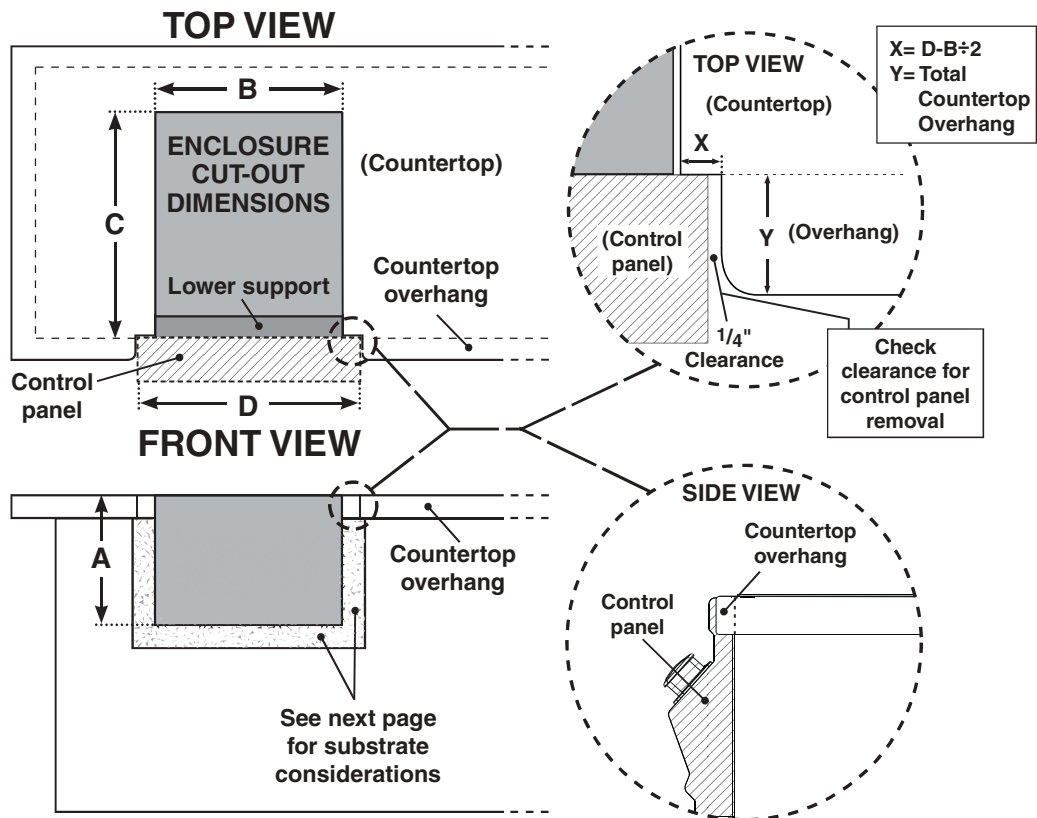 TOP VIEW
B
ENCLOSURE
CUT-OUT
DIMENSIONS
(Countertop)
C
Lower support
Countertop
overhang
Control
panel
D
TOP VIEW
(Countertop)
X
(Control
panel)
Y
(Overhang)
1/4"
Clearance
X= D-B÷2
Y= Total
Countertop
Overhang
Check
clearance for
control panel
removal
FRONT VIEW
A
Countertop
overhang
See next page
for substrate
considerations
SIDE VIEW
Countertop
overhang
Control
panel